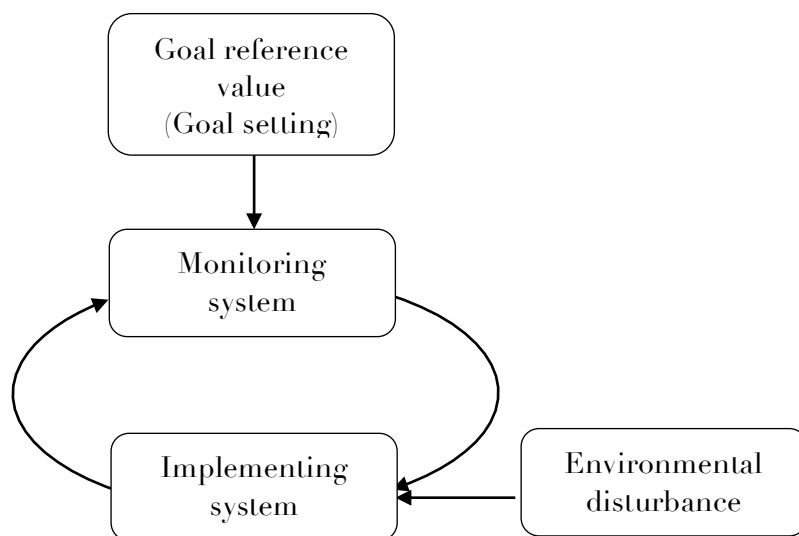 Goal reference
value
(Goal setting)
Monitoring
system
Implementing
system
Environmental
disturbance